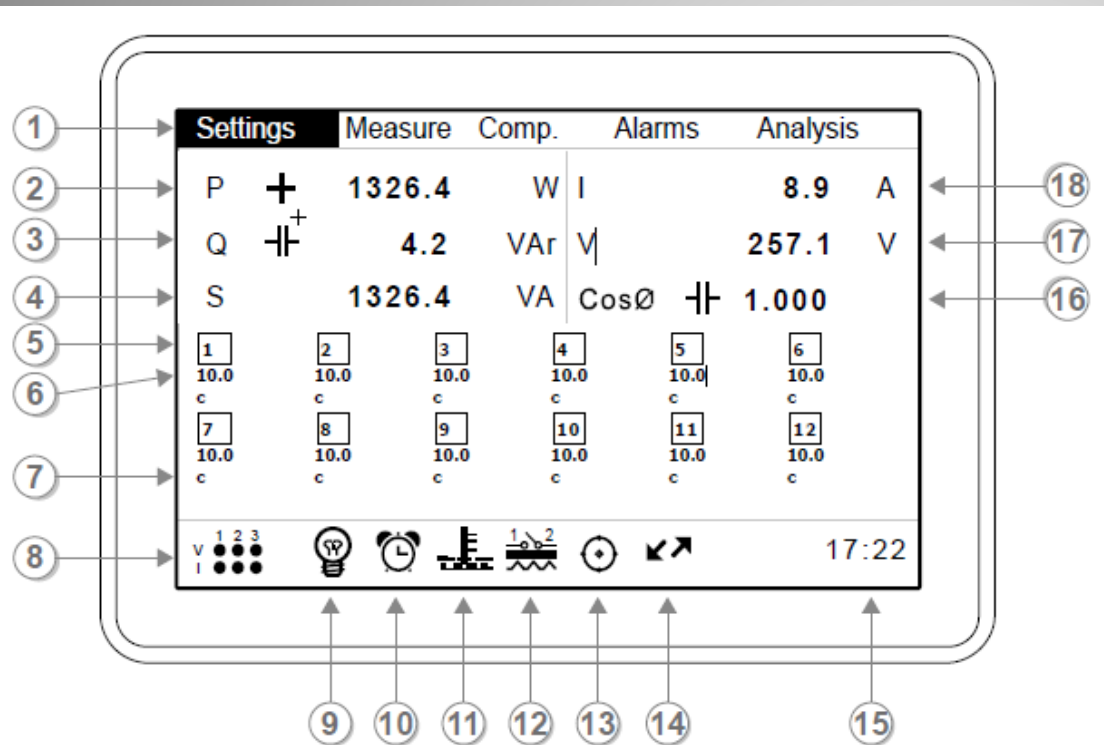 Settings Measure Comp. Alarms Analysis
P + 1326.4 W I 8.9 A
Q + 4.2 VAr V 257.1 V
S 1326.4 VA CosØ 1.000
1 2 3 4 5 6
10.0 10.0 10.0 10.0 10.0 10.0
c c c c c c
7 8 9 10 11 12
10.0 10.0 10.0 10.0 10.0 10.0
c c c c c c
1 2 3
V
I
1 2
17:22
1
2
3
4
5
6
7
8
9 10 11 12 13 14 15
18
17
16